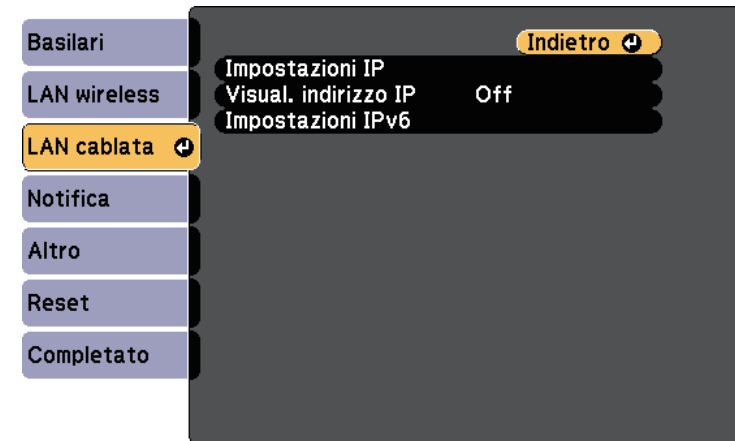 Basilari
LAN wireless
LAN cablata
Notifica
Altro
Reset
Completato
Indietro
Impostazioni IP
Visual. indirizzo IP Off
Impostazioni IPv6